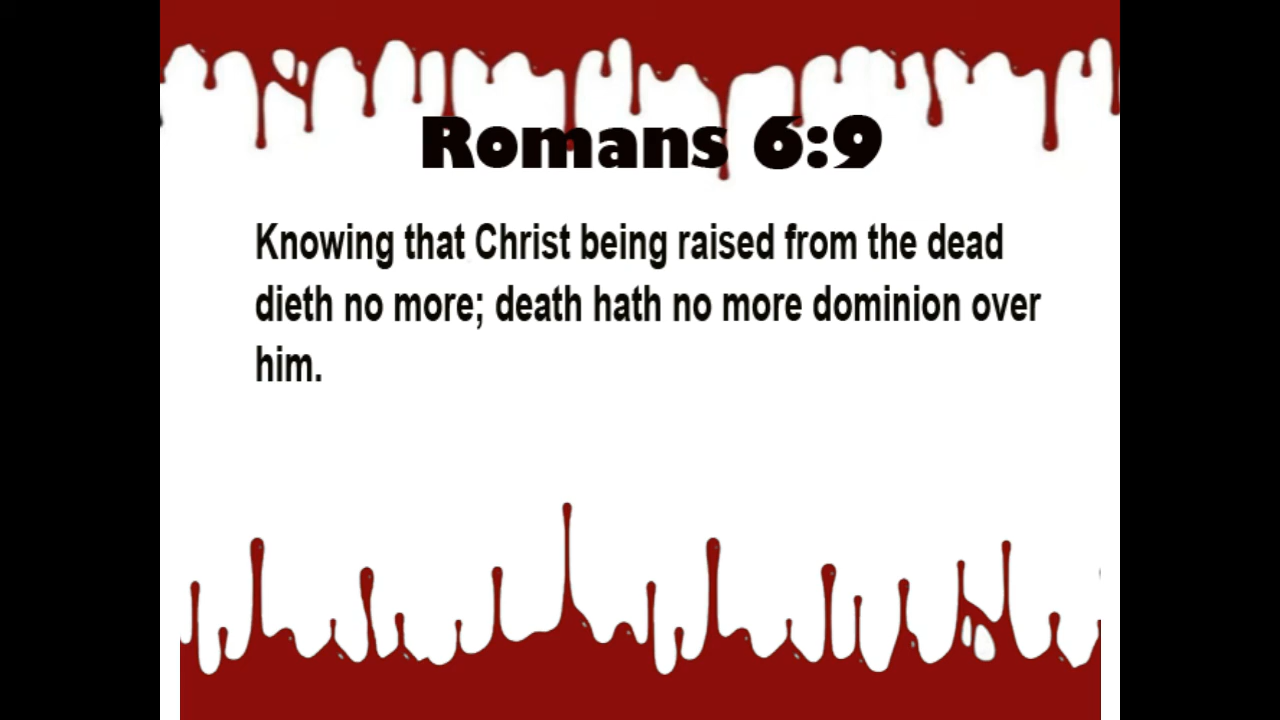 Romans 6:9
Knowing that Christ being raised from the dead
dieth no more; death hath no more dominion over
him.